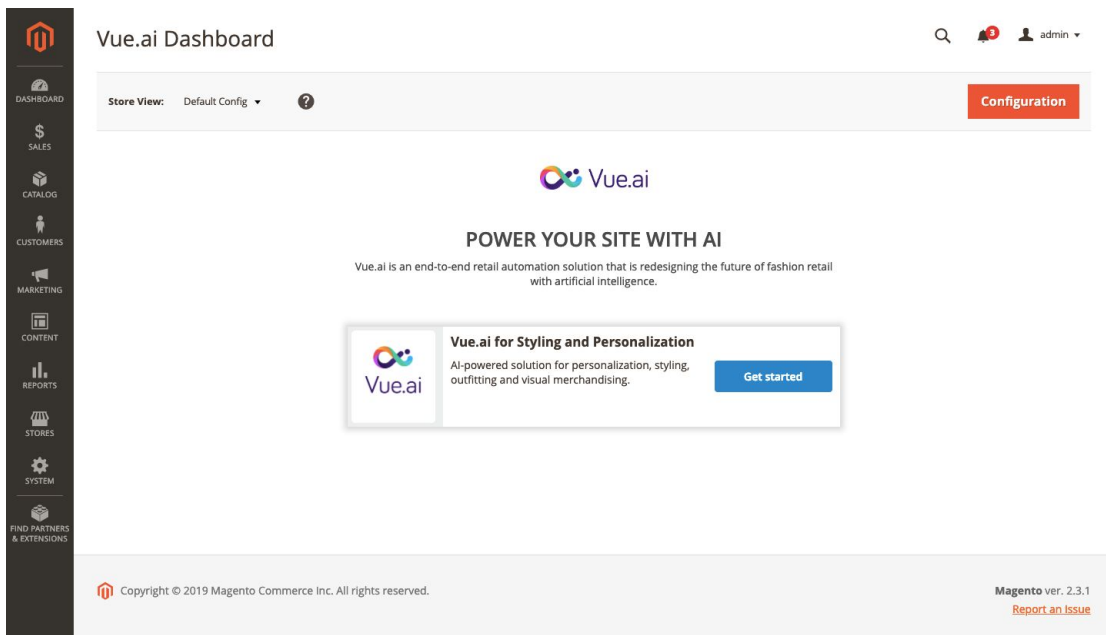 Vue.ai Dashboard
3
admin
DASHBOARD
SALES
CATALOG
CUSTOMERS
MARKETING
CONTENT
REPORTS
STORES
SYSTEM
FIND PARTNERS
& EXTENSIONS
Store View: Default Config ?
Configuration
Vue.ai
POWER YOUR SITE WITH AI
Vue.ai is an end-to-end retail automation solution that is redesigning the future of fashion retail
with artificial intelligence.
Vue.ai
Vue.ai for Styling and Personalization
AI-powered solution for personalization, styling,
outfitting and visual merchandising.
Get started
Copyright © 2019 Magento Commerce Inc. All rights reserved.
Magento ver. 2.3.1
Report an Issue